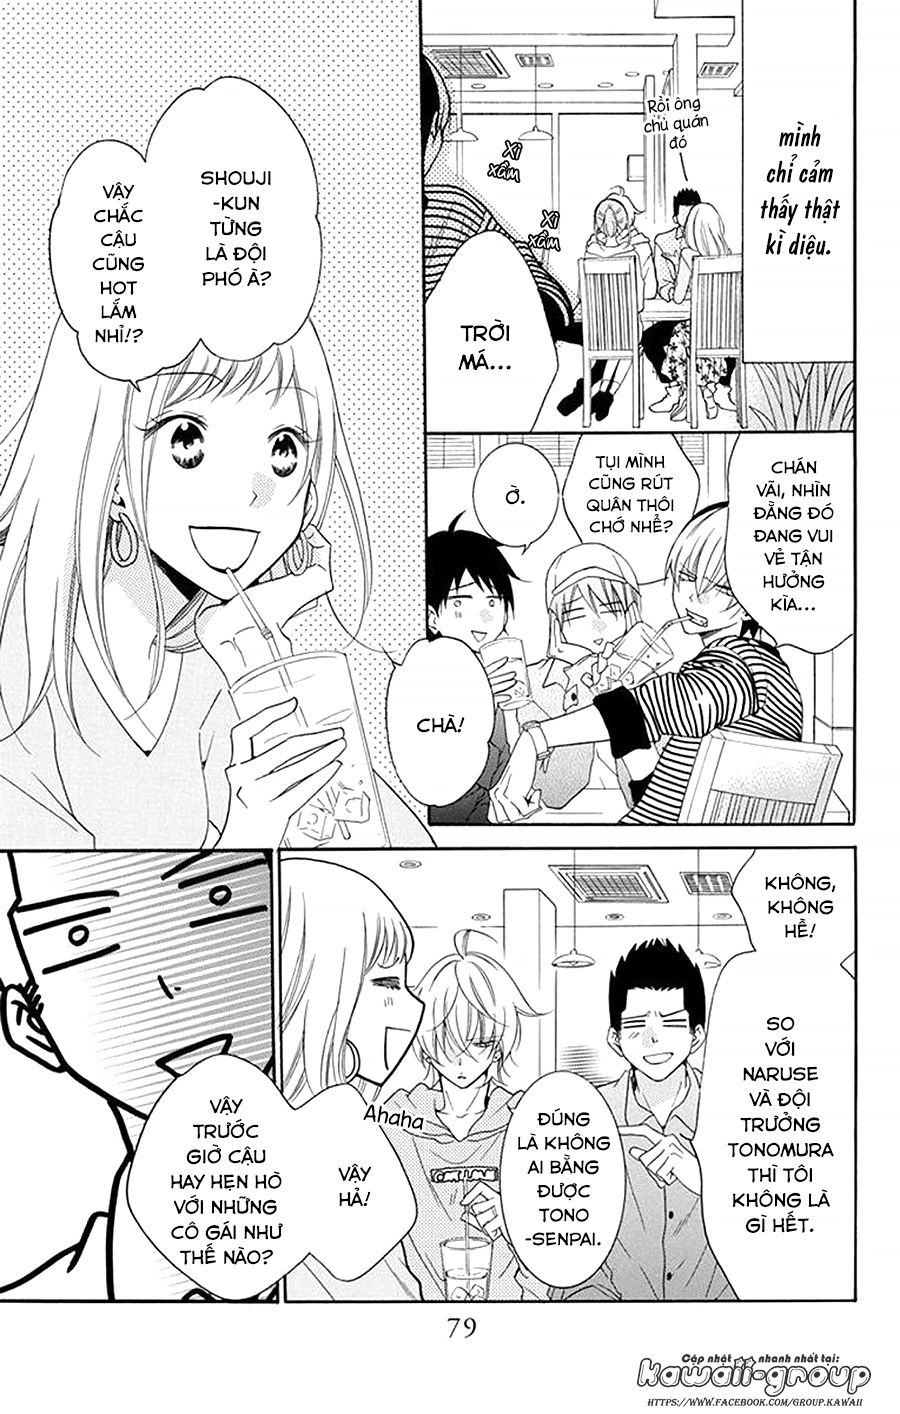 mình
chỉ cảm
thấy thật
kì diệu.
Rồi ông
chủ quán
đó
Xì
xầm
Xì
xầm
TRỜI
MÁ...
CHÁN
VÃI, NHÌN
ĐẰNG ĐÓ
ĐANG VUI
VẺ TẬN
HƯỞNG
KÌA...
TỤI MÌNH
CŨNG RÚT
QUÂN THÔI
CHỚ NHỂ?
Ờ.
CHÀ!
SHOUJI
-KUN
TỪNG
LÀ ĐỘI
PHÓ À?
VẬY
CHẮC
CẬU
CŨNG
HOT
LẮM
NHỈ!?
KHÔNG,
KHÔNG
HỀ!
SO
VỚI
NARUSE
VÀ ĐỘI
TRƯỞNG
TONOMURA
THÌ TÔI
KHÔNG LÀ
GÌ HẾT.
ĐÚNG
LÀ KHÔNG
AI BẰNG
ĐƯỢC
TONO
-SENPAI.
Ahaha
VẬY
HẢ!
VẬY
TRƯỚC
GIỜ CẬU
HAY HẸN HÒ
VỚI NHỮNG
CÔ GÁI NHƯ
THẾ NÀO?
79
Cập nhật nhanh nhất tại:
kawaii-group
HTTPS://WWW.FACEBOOK.COM/GROUP.KAWAII